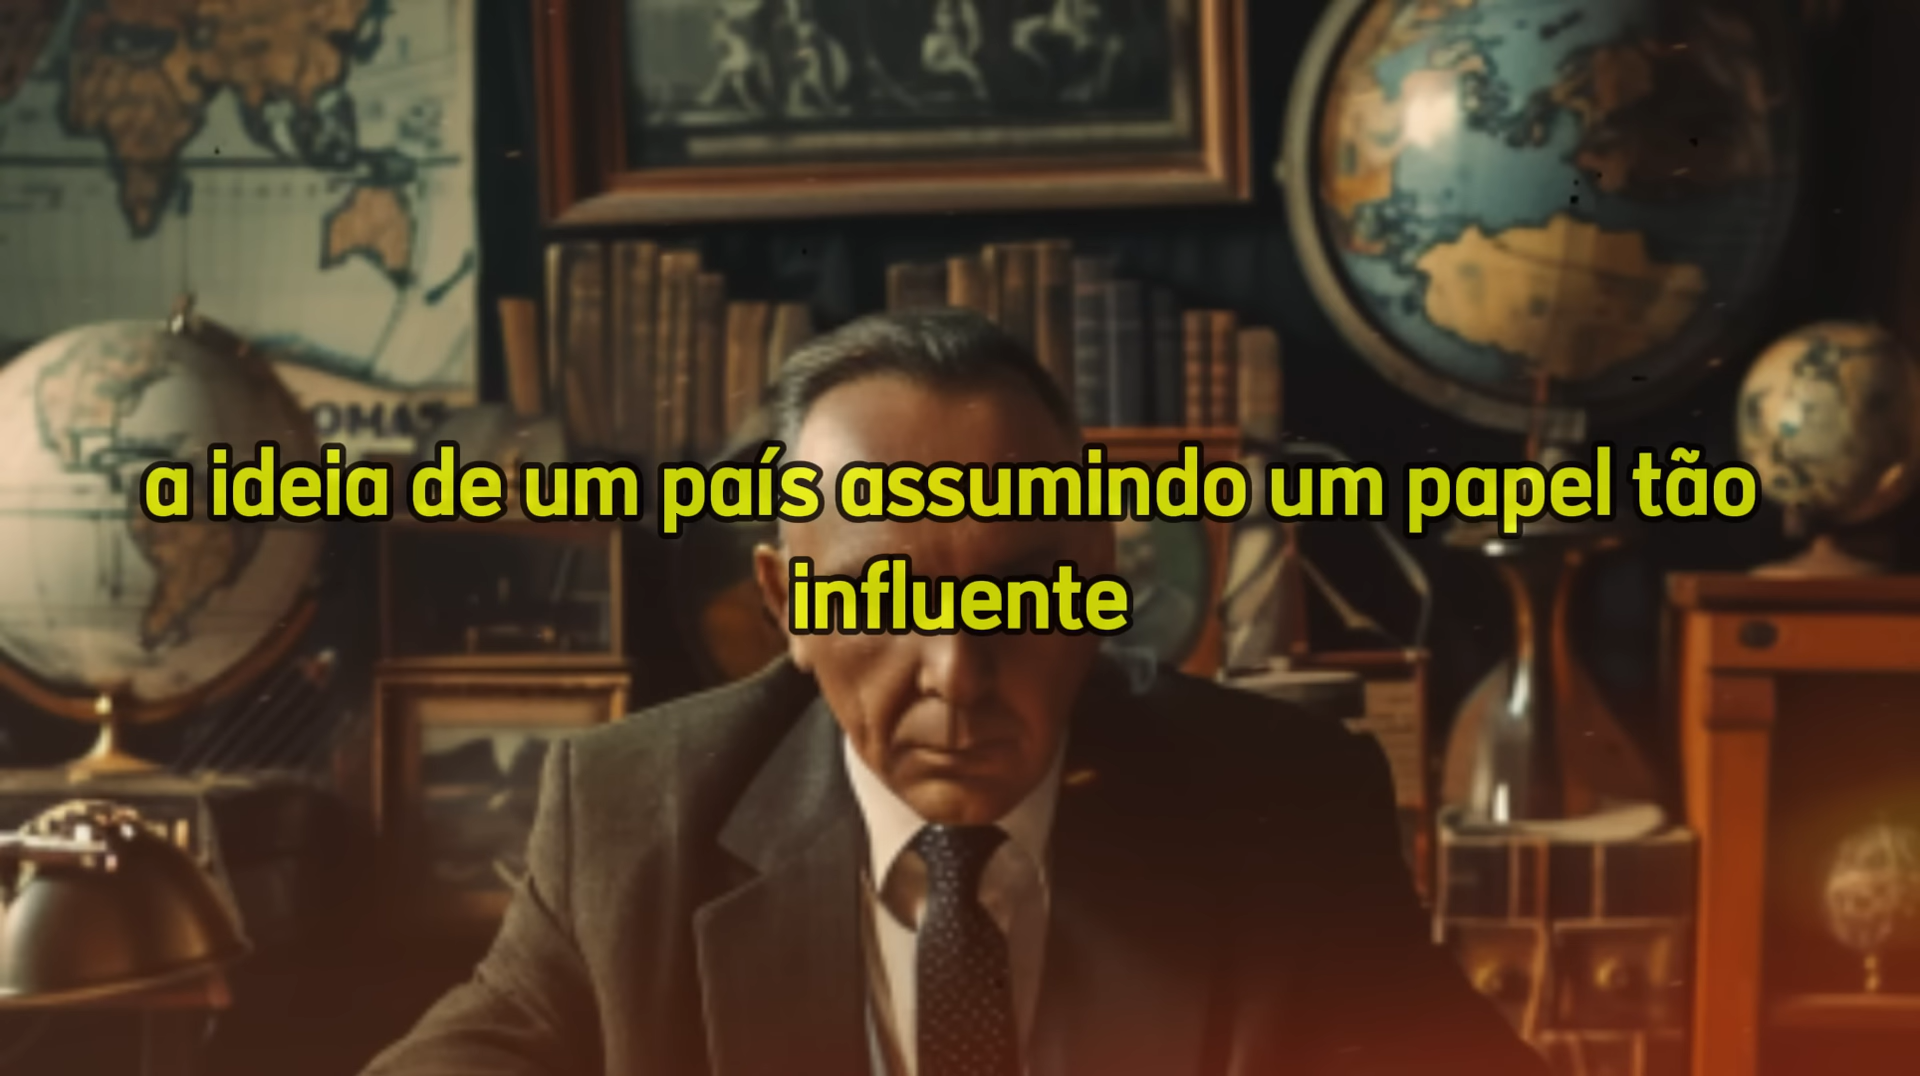 a ideia de um país assumindo um papel tão
influente